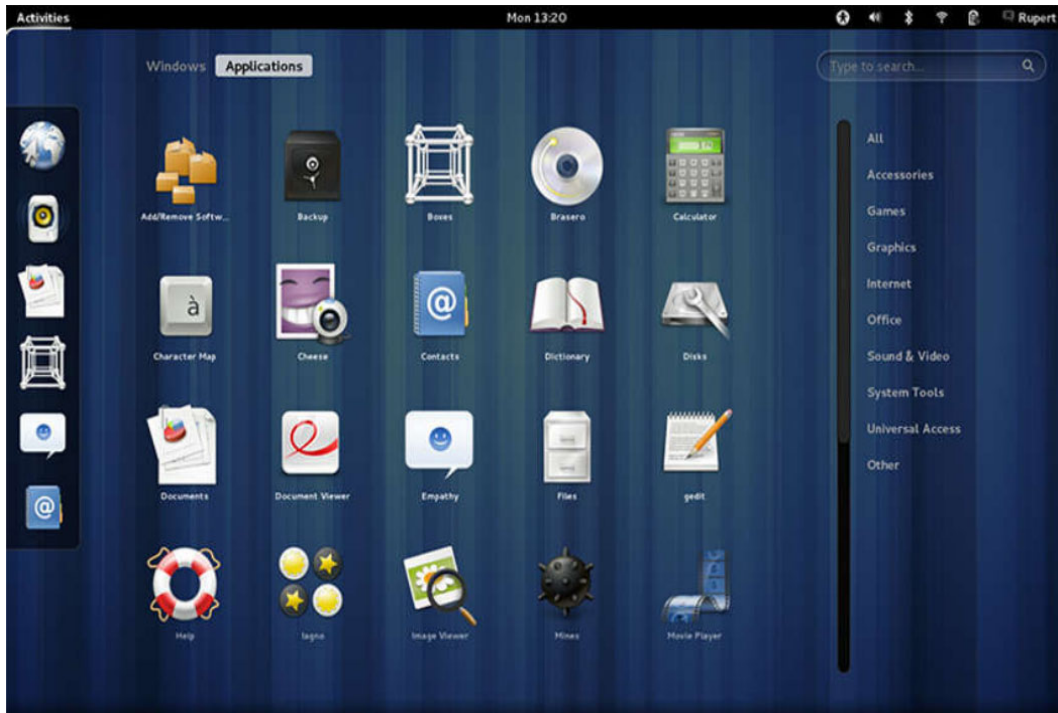 Activities Mon 13:20 Rupert
Windows Applications Type to search...
Add/Remove Softw... Backup Boxes Brasero Calculator
Character Map Cheese Contacts Dictionary Disks
Documents Document Viewer Empathy Files gedit
Help Iagno Image Viewer Mines Movie Player
All
Accessories
Games
Graphics
Internet
Office
Sound & Video
System Tools
Universal Access
Other